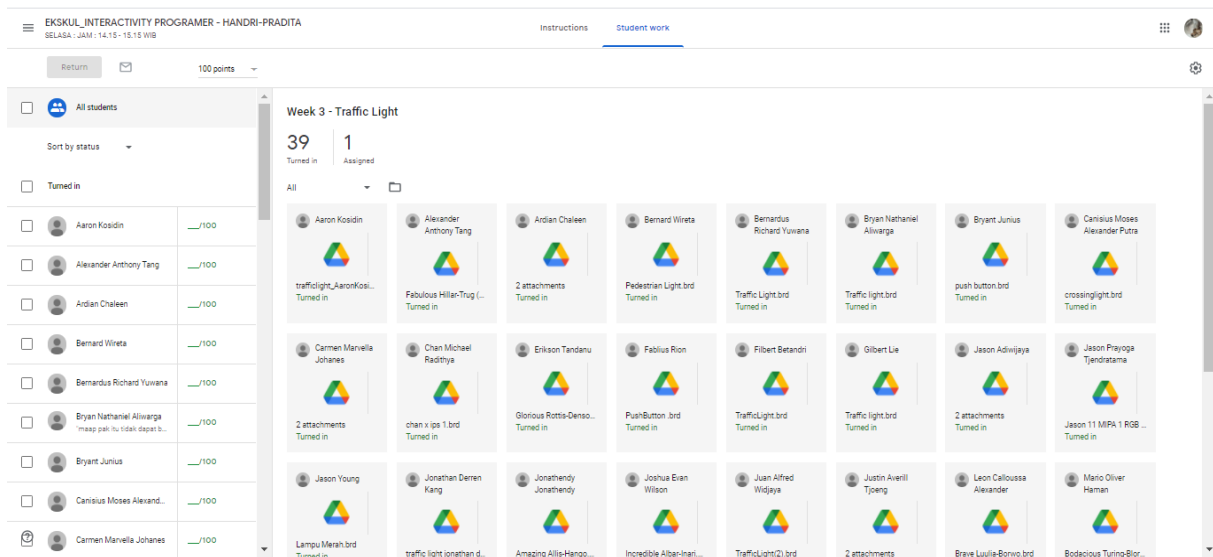 EKSKUL_INTERACTIVITY PROGRAMER - HANDRI-PRADITA
SELASA : JAM : 14.15 - 15.15 WIB
Instructions
Student work
Return
100 points
All students
Sort by status
Turned in
Aaron Kosidin
__/100
Alexander Anthony Tang
__/100
Ardian Chaleen
__/100
Bernard Wireta
__/100
Bernardus Richard Yuwana
__/100
Bryan Nathaniel Aliwarga
"maap pak itu tidak dapat b...
__/100
Bryant Junius
__/100
Canisius Moses Alexand...
__/100
Carmen Marvella Johanes
__/100
Week 3 - Traffic Light
39
Turned in
1
Assigned
All
Aaron Kosidin
trafficlight_AaronKosi...
Turned in
Alexander
Anthony Tang
Fabulous Hillar-Trug (...
Turned in
Ardian Chaleen
2 attachments
Turned in
Bernard Wireta
Pedestrian Light.brd
Turned in
Bernardus
Richard Yuwana
Traffic Light.brd
Turned in
Bryan Nathaniel
Aliwarga
Traffic light.brd
Turned in
Bryant Junius
push button.brd
Turned in
Canisius Moses
Alexander Putra
crossinglight.brd
Turned in
Carmen Marvella
Johanes
2 attachments
Turned in
Chan Michael
Radithya
chan x ips 1.brd
Turned in
Erikson Tandanu
Glorious Rottis-Denso...
Turned in
Fablius Rion
PushButton .brd
Turned in
Filbert Betandri
TrafficLight.brd
Turned in
Gilbert Lie
Traffic light.brd
Turned in
Jason Adiwijaya
2 attachments
Turned in
Jason Prayoga
Tjendratama
Jason 11 MIPA 1 RGB ...
Turned in
Jason Young
Lampu Merah.brd
Turned in
Jonathan Derren
Kang
traffic light jonathan d...
Jonathendy
Jonathendy
Amazing Allis-Hango...
Joshua Evan
Wilson
Incredible Albar-Inari...
Juan Alfred
Widjaya
TrafficLight(2).brd
Justin Averill
Tjoeng
2 attachments
Leon Calloussa
Alexander
Brave Luulia-Borwo.brd
Mario Oliver
Haman
Bodacious Turing-Blor...